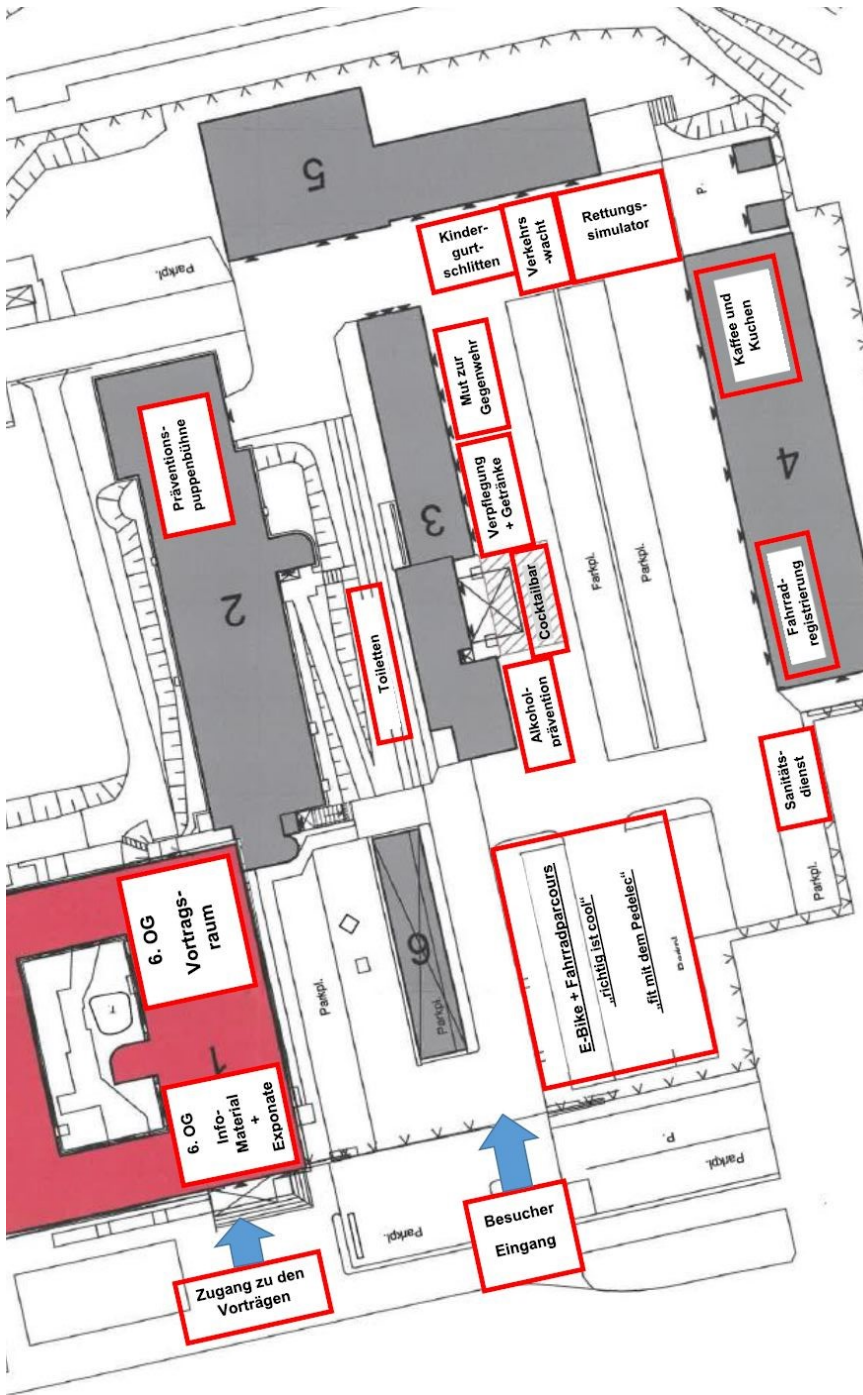 5
Parkpl.
Kinder-
gurt-
schlitten
Verkehrs
-wacht
Rettungs-
simulator
P.
Präventions-
puppenbühne
2
3
Mut zur
Gegenwehr
Verpflegung
+ Getränke
Cocktailbar
Alkohol-
prävention
Toiletten
Parkpl.
Parkpl.
Kaffee und
Kuchen
4
Fahrrad-
registrierung
Sanitäts-
dienst
Parkpl.
6. OG
Vortrags-
raum
1
6. OG
Info-
Material
+
Exponate
Parkpl.
6
Parkpl.
E-Bike + Fahrradparcours
„richtig ist cool“
„fit mit dem Pedelec“
Zugang zu den
Vorträgen
Besucher
Eingang
Parkpl.
P.
Parkpl.